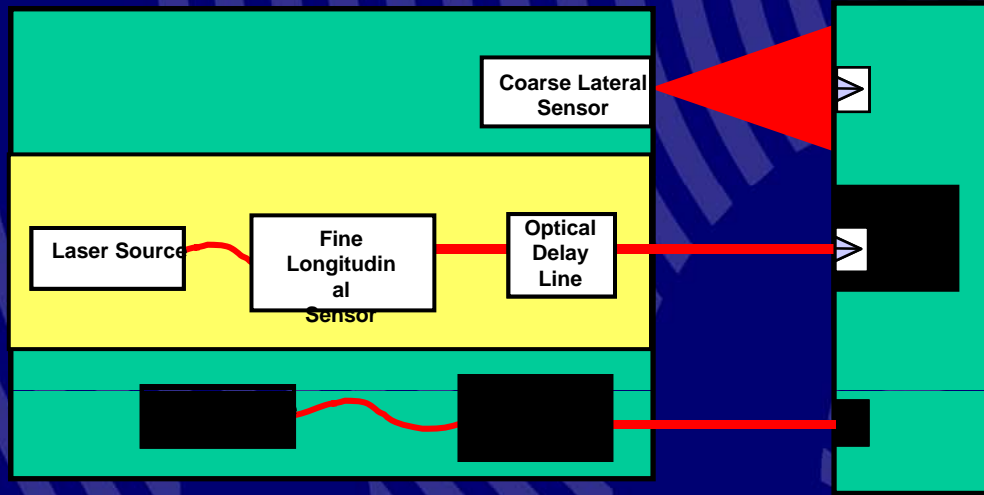 Coarse Lateral
Sensor
Laser Source
Fine
Longitudin
al
Sensor
Optical
Delay
Line